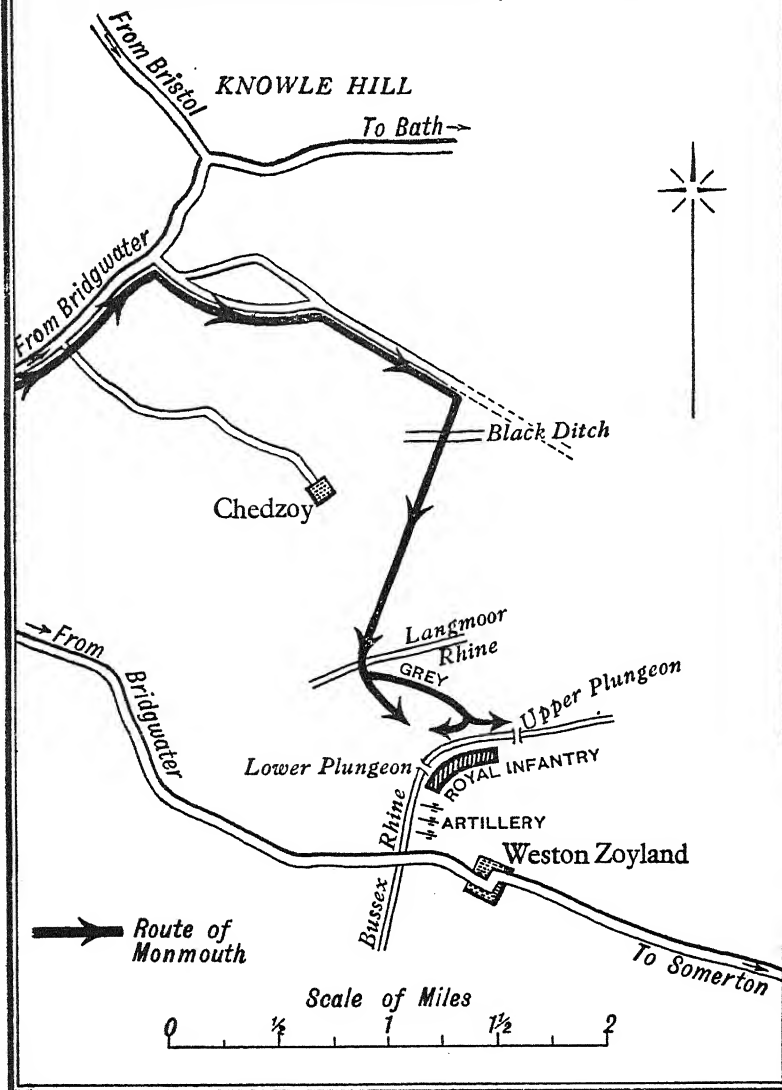 From Bristol
KNOWLE HILL
To Bath
From Bridgwater
Black Ditch
Chedzoy
Langmoor
Rhine
GREY
From
Bridgwater
Upper Plungeon
Lower Plungeon
ROYAL INFANTRY
ARTILLERY
Bussex Rhine
Weston Zoyland
To Somerton
Route of
Monmouth
Scale of Miles
0 ½ 1 1½ 2